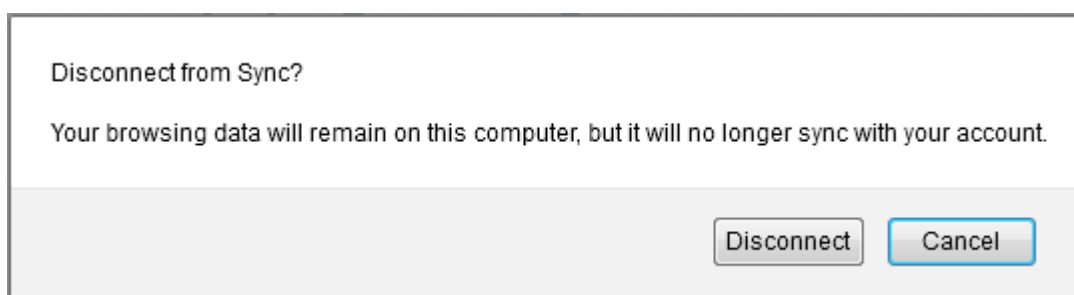 Disconnect from Sync?
Your browsing data will remain on this computer, but it will no longer sync with your account.
Disconnect Cancel